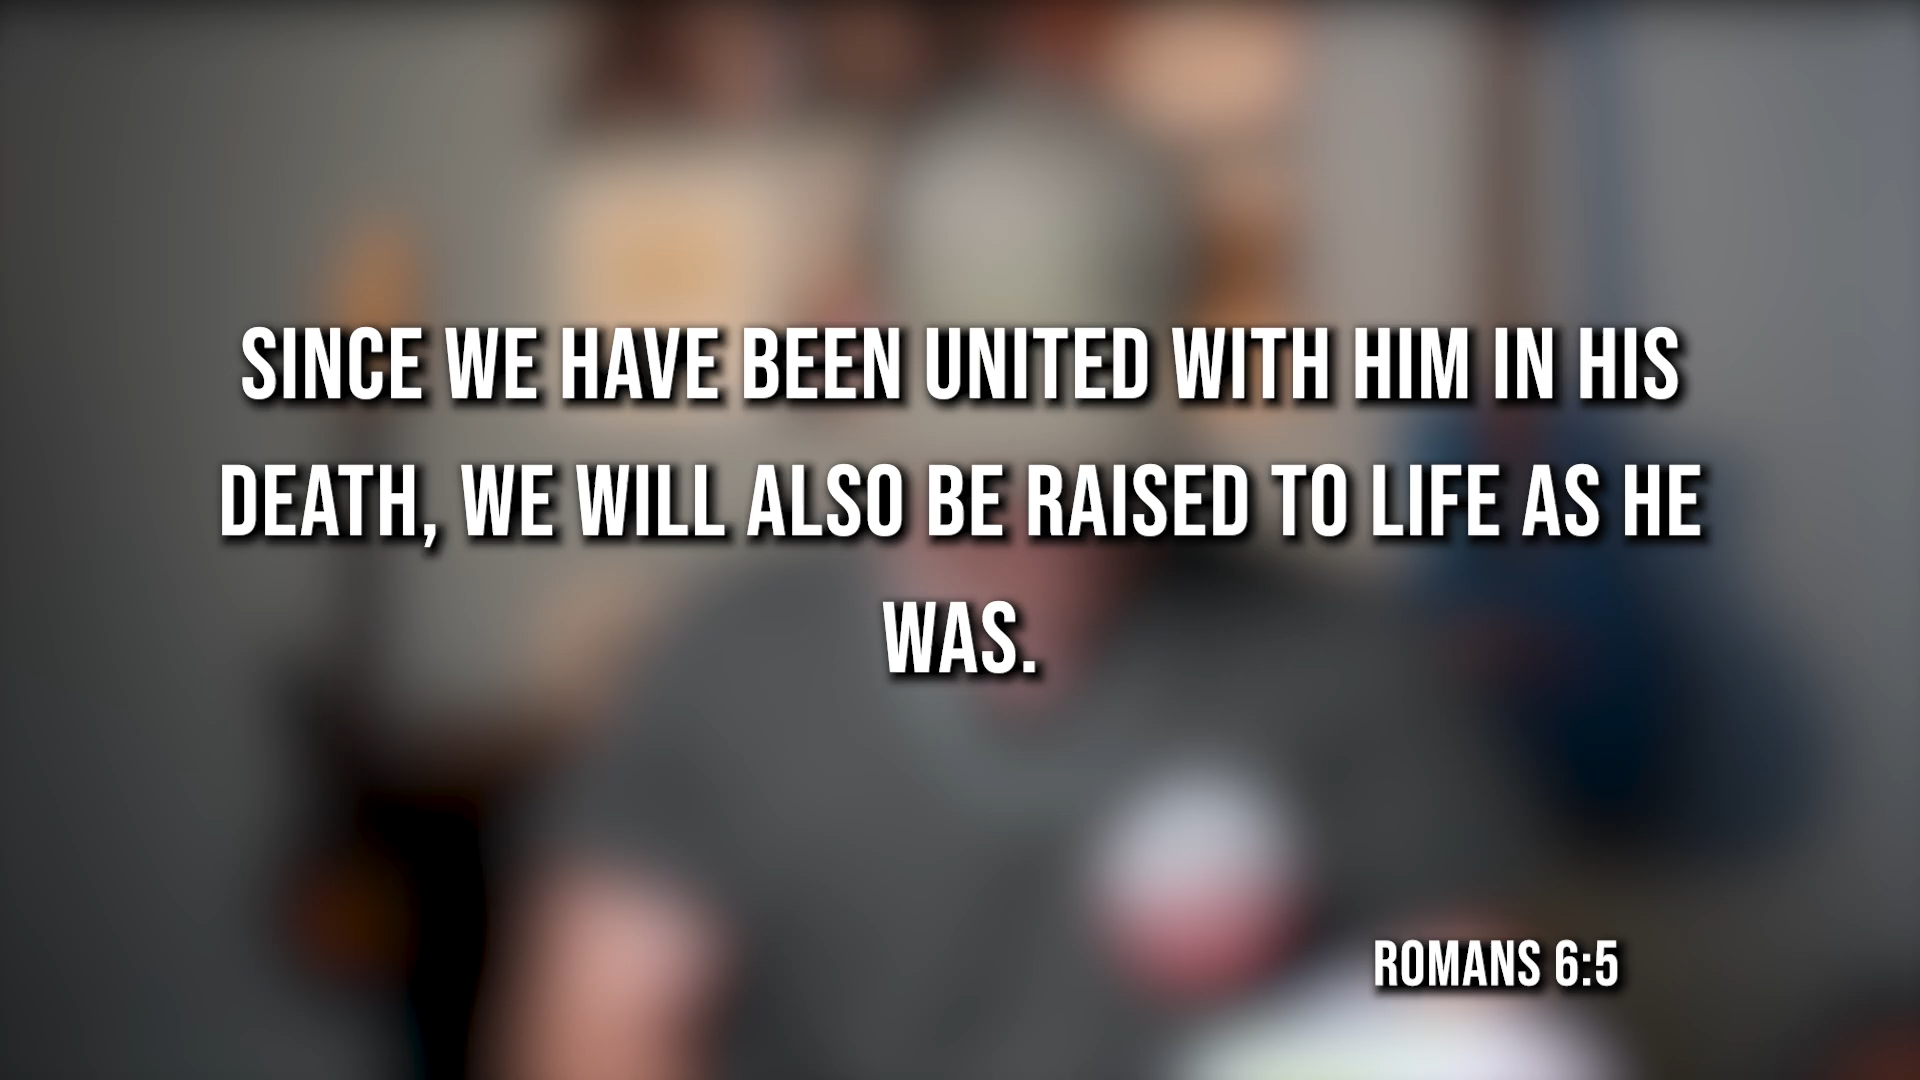 SINCE WE HAVE BEEN UNITED WITH HIM IN HIS
DEATH, WE WILL ALSO BE RAISED TO LIFE AS HE
WAS.
ROMANS 6:5